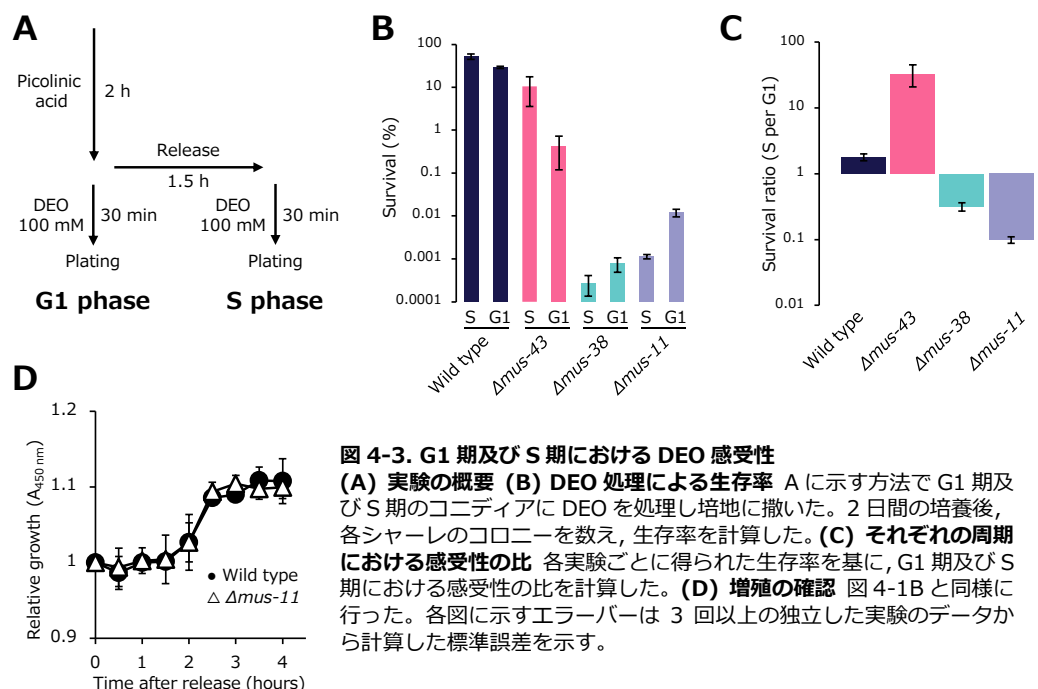 A
Picolinic
acid
2 h
Release
1.5 h
DEO
100 mM
30 min
DEO
100 mM
30 min
Plating
Plating
G1 phase
S phase
B
Survival (%)
100
10
1
0.1
0.01
0.001
0.0001
S
G1
S
G1
S
G1
S
G1
Wild type
Δmus-43
Δmus-38
Δmus-11
C
Survival ratio (S per G1)
100
10
1
0.1
0.01
Wild type
Δmus-43
Δmus-38
Δmus-11
D
Relative growth (A450 nm)
1.2
1.1
1
0.9
Wild type
Δmus-11
0
1
2
3
4
Time after release (hours)
図 4-3. G1 期及び S 期における DEO 感受性
(A) 実験の概要 (B) DEO 処理による生存率 A に示す方法で G1 期及
び S 期のコニディアに DEO を処理し培地に撒いた。2 日間の培養後,
各シャーレのコロニーを数え, 生存率を計算した。(C) それぞれの周期
における感受性の比 各実験ごとに得られた生存率を基に, G1 期及び S
期における感受性の比を計算した。(D) 増殖の確認 図 4-1B と同様に
行った。各図に示すエラーバーは 3 回以上の独立した実験のデータか
ら計算した標準誤差を示す。